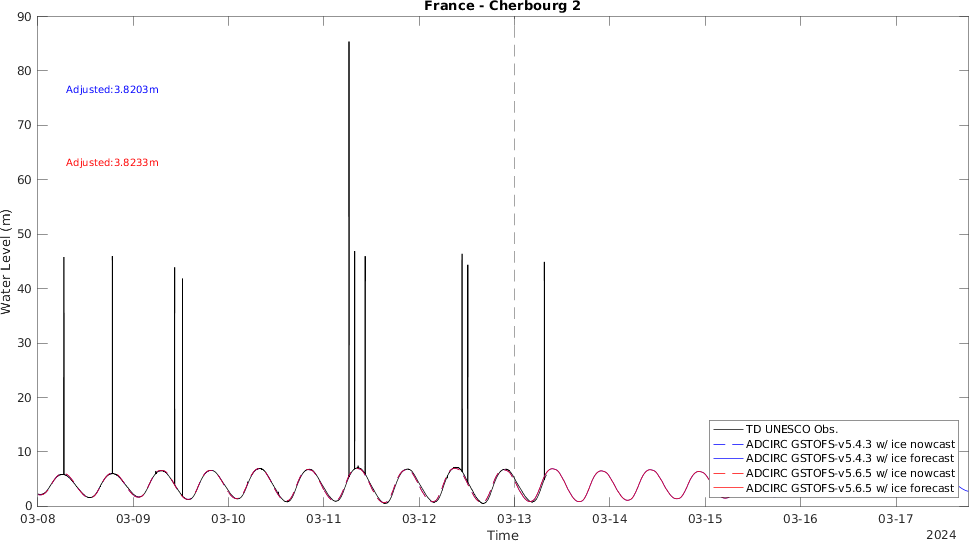 France - Cherbourg 2
90
80
70
60
50
40
30
20
10
0
Water Level (m)
Adjusted:3.8203m
Adjusted:3.8233m
TD UNESCO Obs.
ADCIRC GSTOFS-v5.4.3 w/ ice nowcast
ADCIRC GSTOFS-v5.4.3 w/ ice forecast
ADCIRC GSTOFS-v5.6.5 w/ ice nowcast
ADCIRC GSTOFS-v5.6.5 w/ ice forecast
03-08 03-09 03-10 03-11 03-12 03-13 03-14 03-15 03-16 03-17
Time
2024